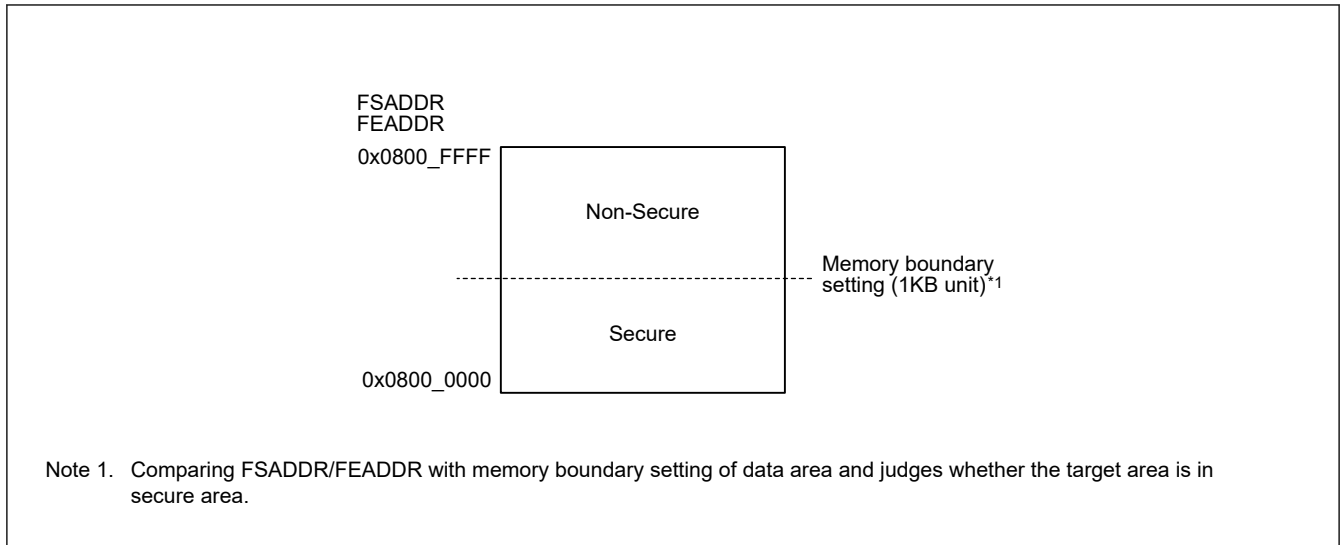 FSADDR
FEADDR
0x0800_FFFF
Non-Secure
Memory boundary
setting (1KB unit)*1
Secure
0x0800_0000
Note 1. Comparing FSADDR/FEADDR with memory boundary setting of data area and judges whether the target area is in
secure area.